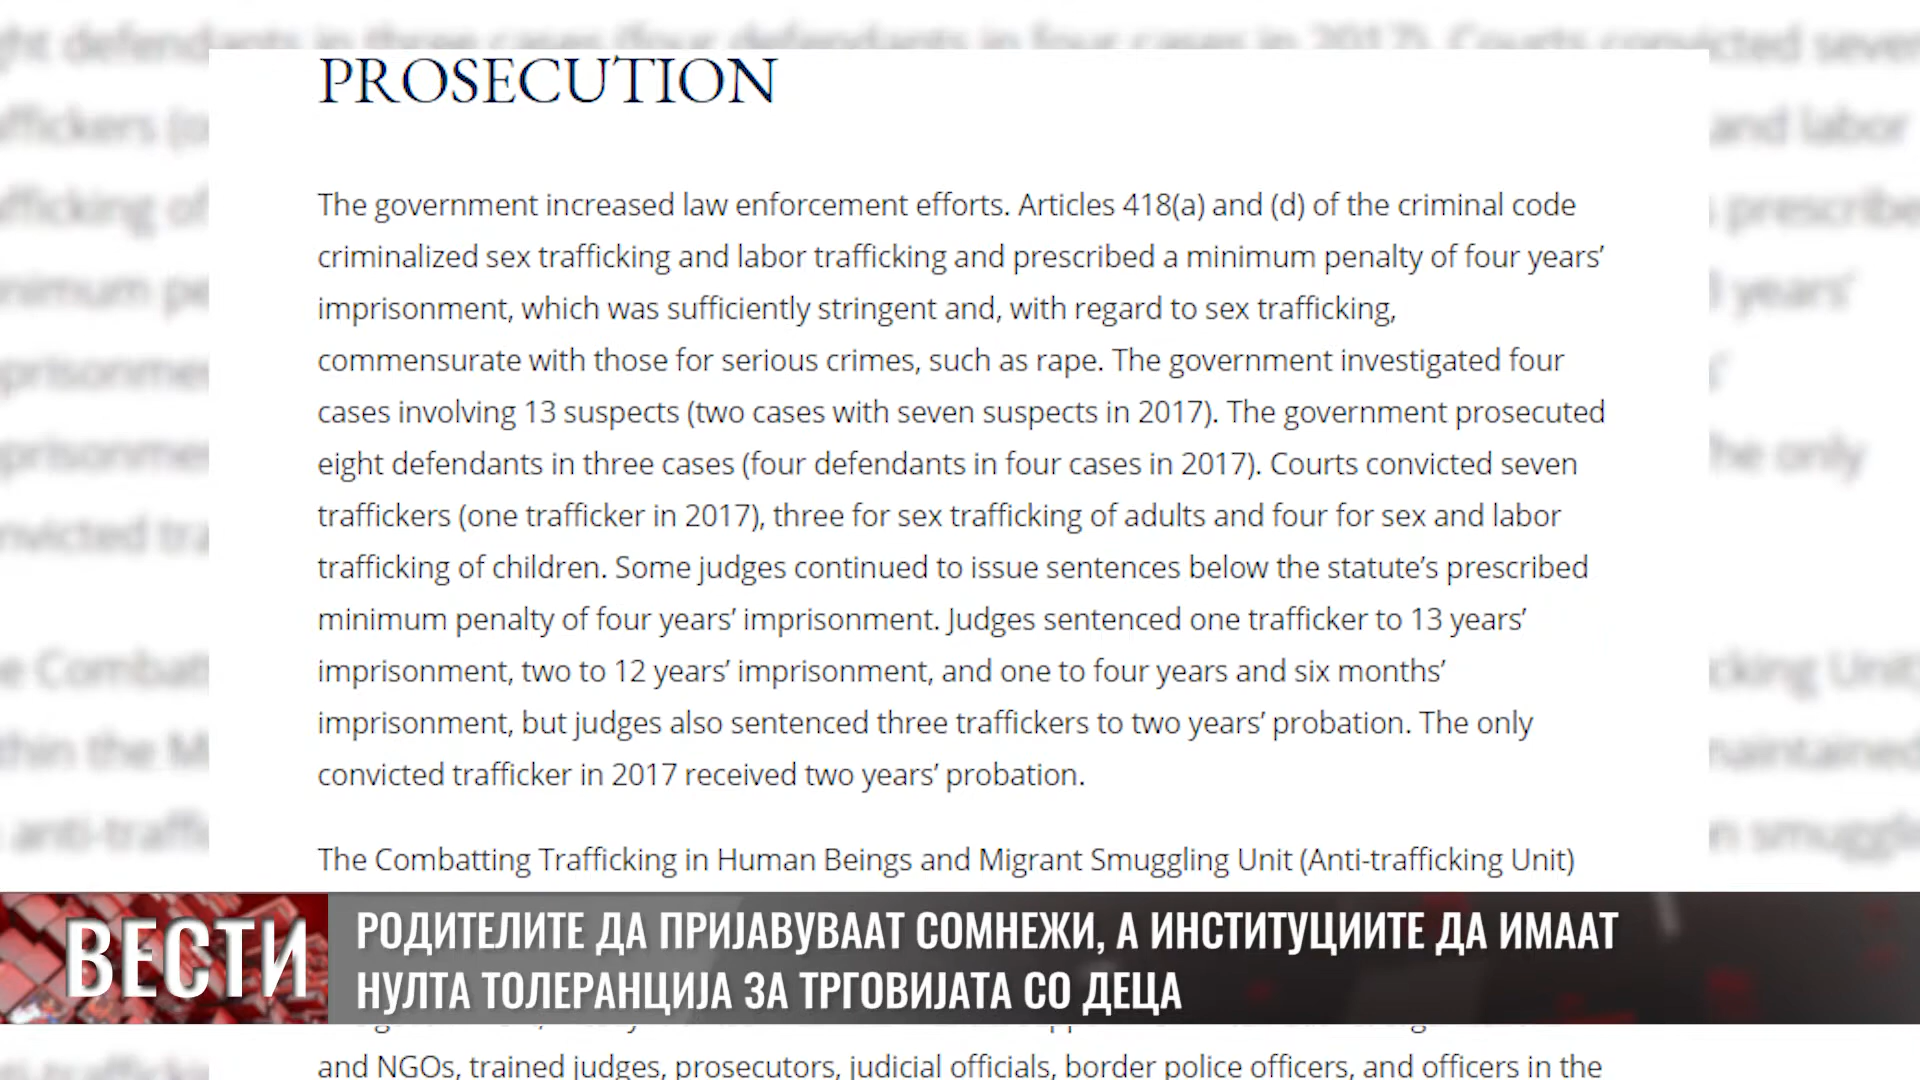 PROSECUTION
The government increased law enforcement efforts. Articles 418(a) and (d) of the criminal code
criminalized sex trafficking and labor trafficking and prescribed a minimum penalty of four years’
imprisonment, which was sufficiently stringent and, with regard to sex trafficking,
commensurate with those for serious crimes, such as rape. The government investigated four
cases involving 13 suspects (two cases with seven suspects in 2017). The government prosecuted
eight defendants in three cases (four defendants in four cases in 2017). Courts convicted seven
traffickers (one trafficker in 2017), three for sex trafficking of adults and four for sex and labor
trafficking of children. Some judges continued to issue sentences below the statute’s prescribed
minimum penalty of four years’ imprisonment. Judges sentenced one trafficker to 13 years’
imprisonment, two to 12 years’ imprisonment, and one to four years and six months’
imprisonment, but judges also sentenced three traffickers to two years’ probation. The only
convicted trafficker in 2017 received two years’ probation.
The Combatting Trafficking in Human Beings and Migrant Smuggling Unit (Anti-trafficking Unit)
ВЕСТИ
РОДИТЕЛИТЕ ДА ПРИЈАВУВААТ СОМНЕЖИ, А ИНСТИТУЦИИТЕ ДА ИМААТ
НУЛТА ТОЛЕРАНЦИЈА ЗА ТРГОВИЈАТА СО ДЕЦА
and NGOs, trained judges, prosecutors, judicial officials, border police officers, and officers in the